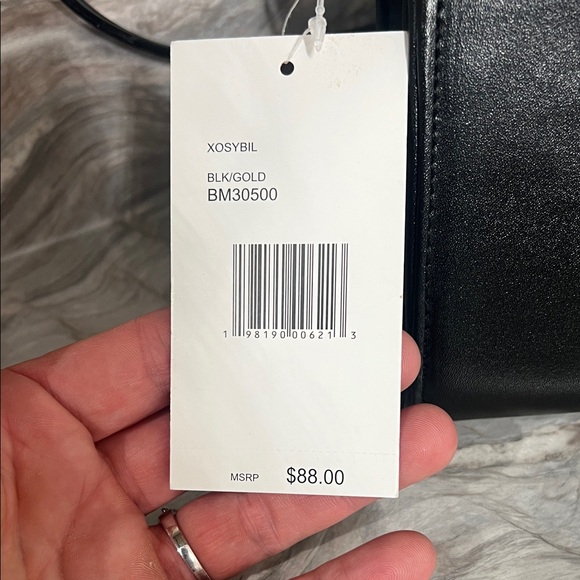 XOSYBIL
BLK/GOLD
BM30500
1 98190 00621 3
MSRP $88.00